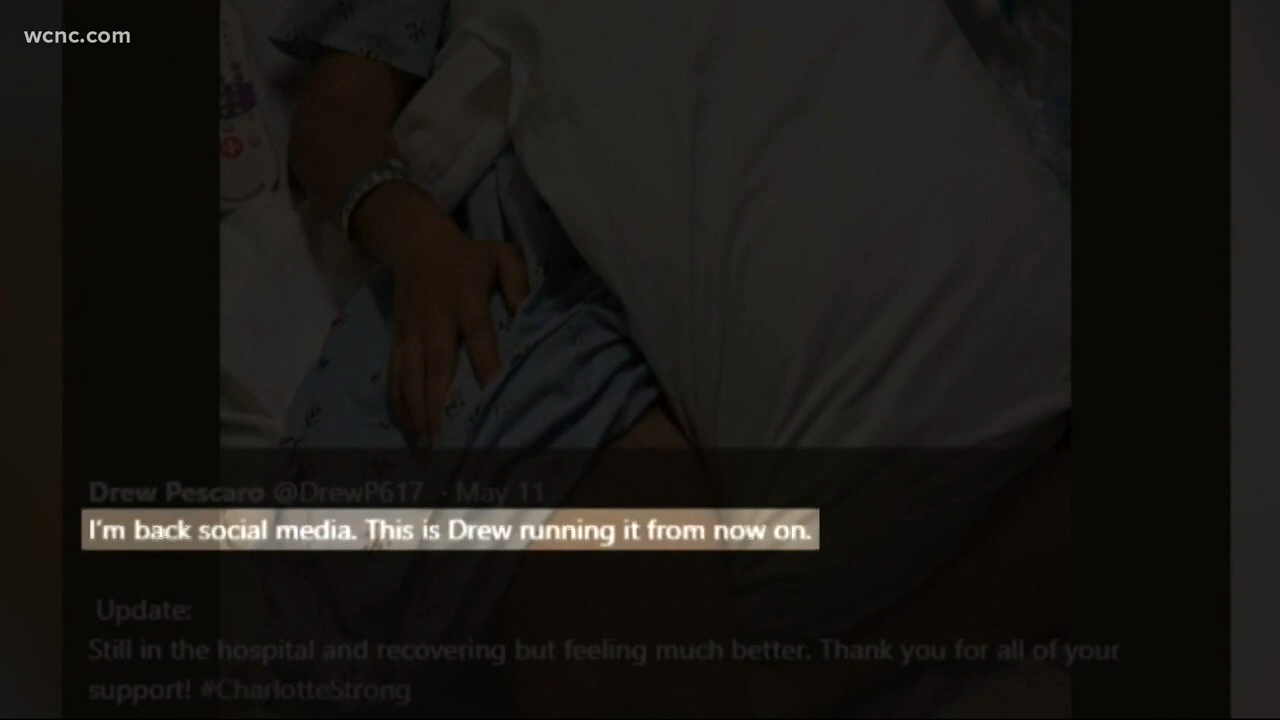 wcnc.com
Drew Pescaro @DrewP617 · May 11
I'm back social media. This is Drew running it from now on.
Update:
Still in the hospital and recovering but feeling much better. Thank you for all of your
support! #CharlotteStrong